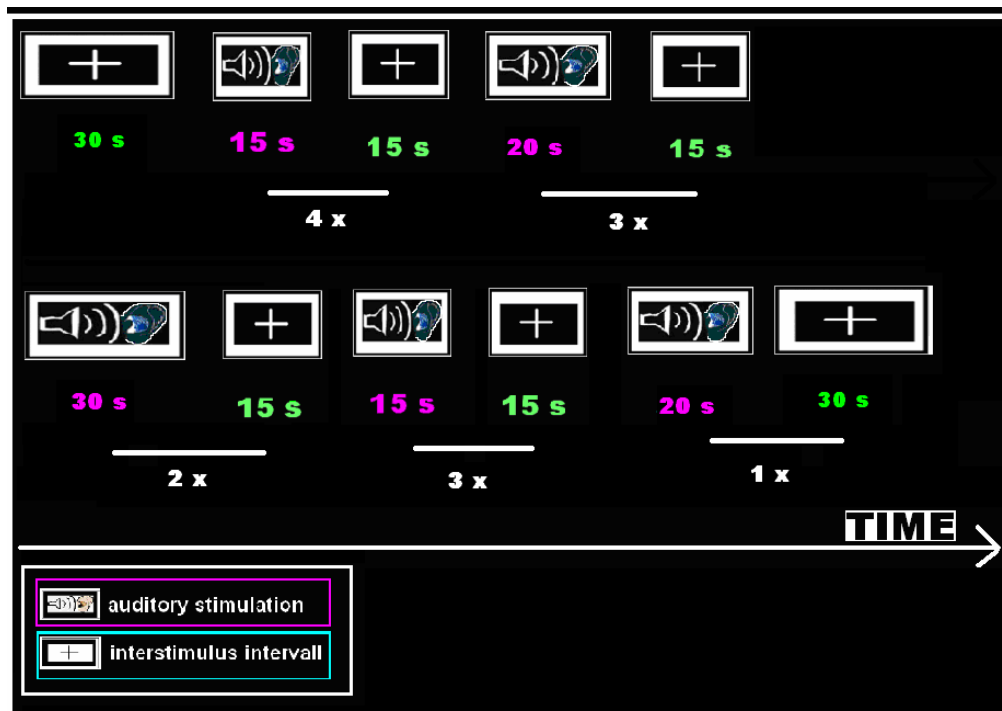 30 s 15 s 15 s 20 s 15 s
4 x 3 x
30 s 15 s 15 s 15 s 20 s 30 s
2 x 3 x 1 x
TIME
auditory stimulation
interstimulus intervall